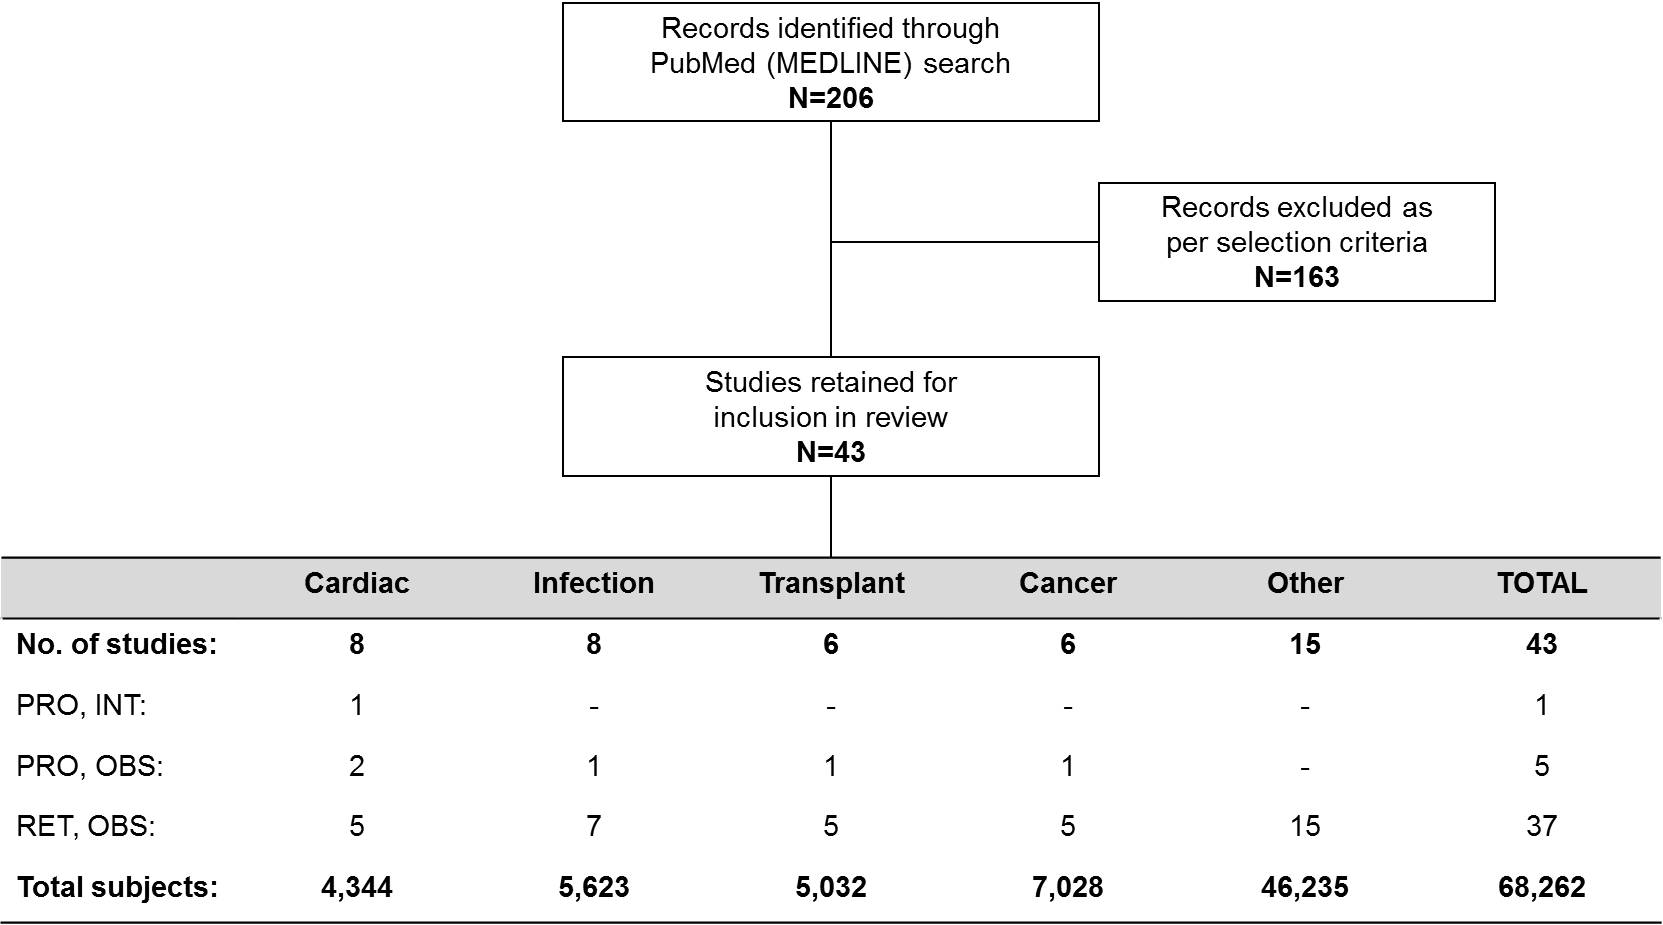 Records identified through
PubMed (MEDLINE) search
N=206
Records excluded as
per selection criteria
N=163
Studies retained for
inclusion in review
N=43
Cardiac Infection Transplant Cancer Other TOTAL
No. of studies: 8 8 6 6 15 43
PRO, INT: 1 - - - - 1
PRO, OBS: 2 1 1 1 - 5
RET, OBS: 5 7 5 5 15 37
Total subjects: 4,344 5,623 5,032 7,028 46,235 68,262